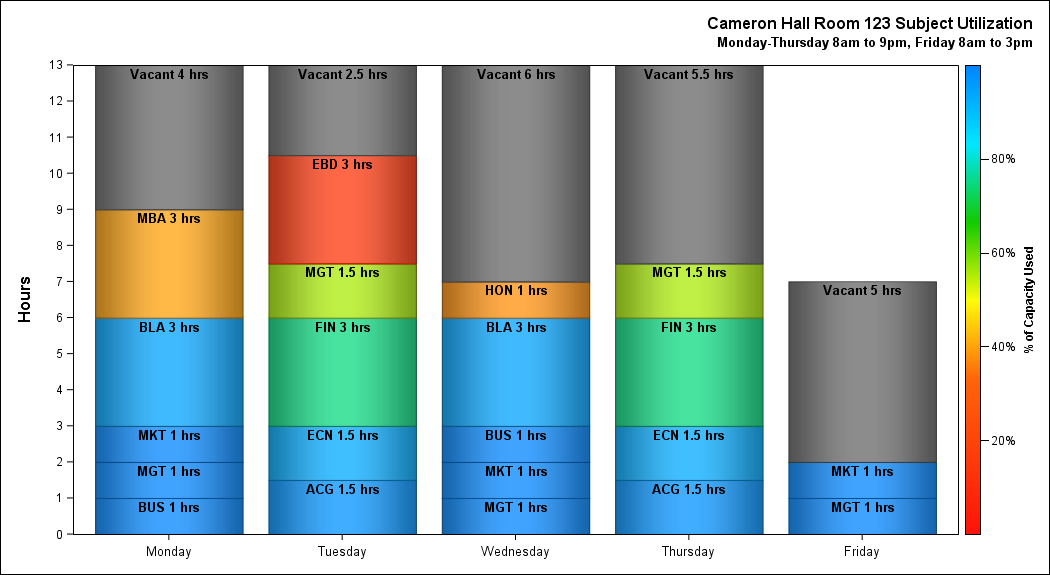 Cameron Hall Room 123 Subject Utilization
Monday-Thursday 8am to 9pm, Friday 8am to 3pm
Hours
13
12
11
10
9
8
7
6
5
4
3
2
1
0
Vacant 4 hrs
MBA 3 hrs
BLA 3 hrs
MKT 1 hrs
MGT 1 hrs
BUS 1 hrs
Monday
Vacant 2.5 hrs
EBD 3 hrs
MGT 1.5 hrs
FIN 3 hrs
ECN 1.5 hrs
ACG 1.5 hrs
Tuesday
Vacant 6 hrs
HON 1 hrs
BLA 3 hrs
BUS 1 hrs
MKT 1 hrs
MGT 1 hrs
Wednesday
Vacant 5.5 hrs
MGT 1.5 hrs
FIN 3 hrs
ECN 1.5 hrs
ACG 1.5 hrs
Thursday
Vacant 5 hrs
MKT 1 hrs
MGT 1 hrs
Friday
80%
60%
40%
20%
% of Capacity Used